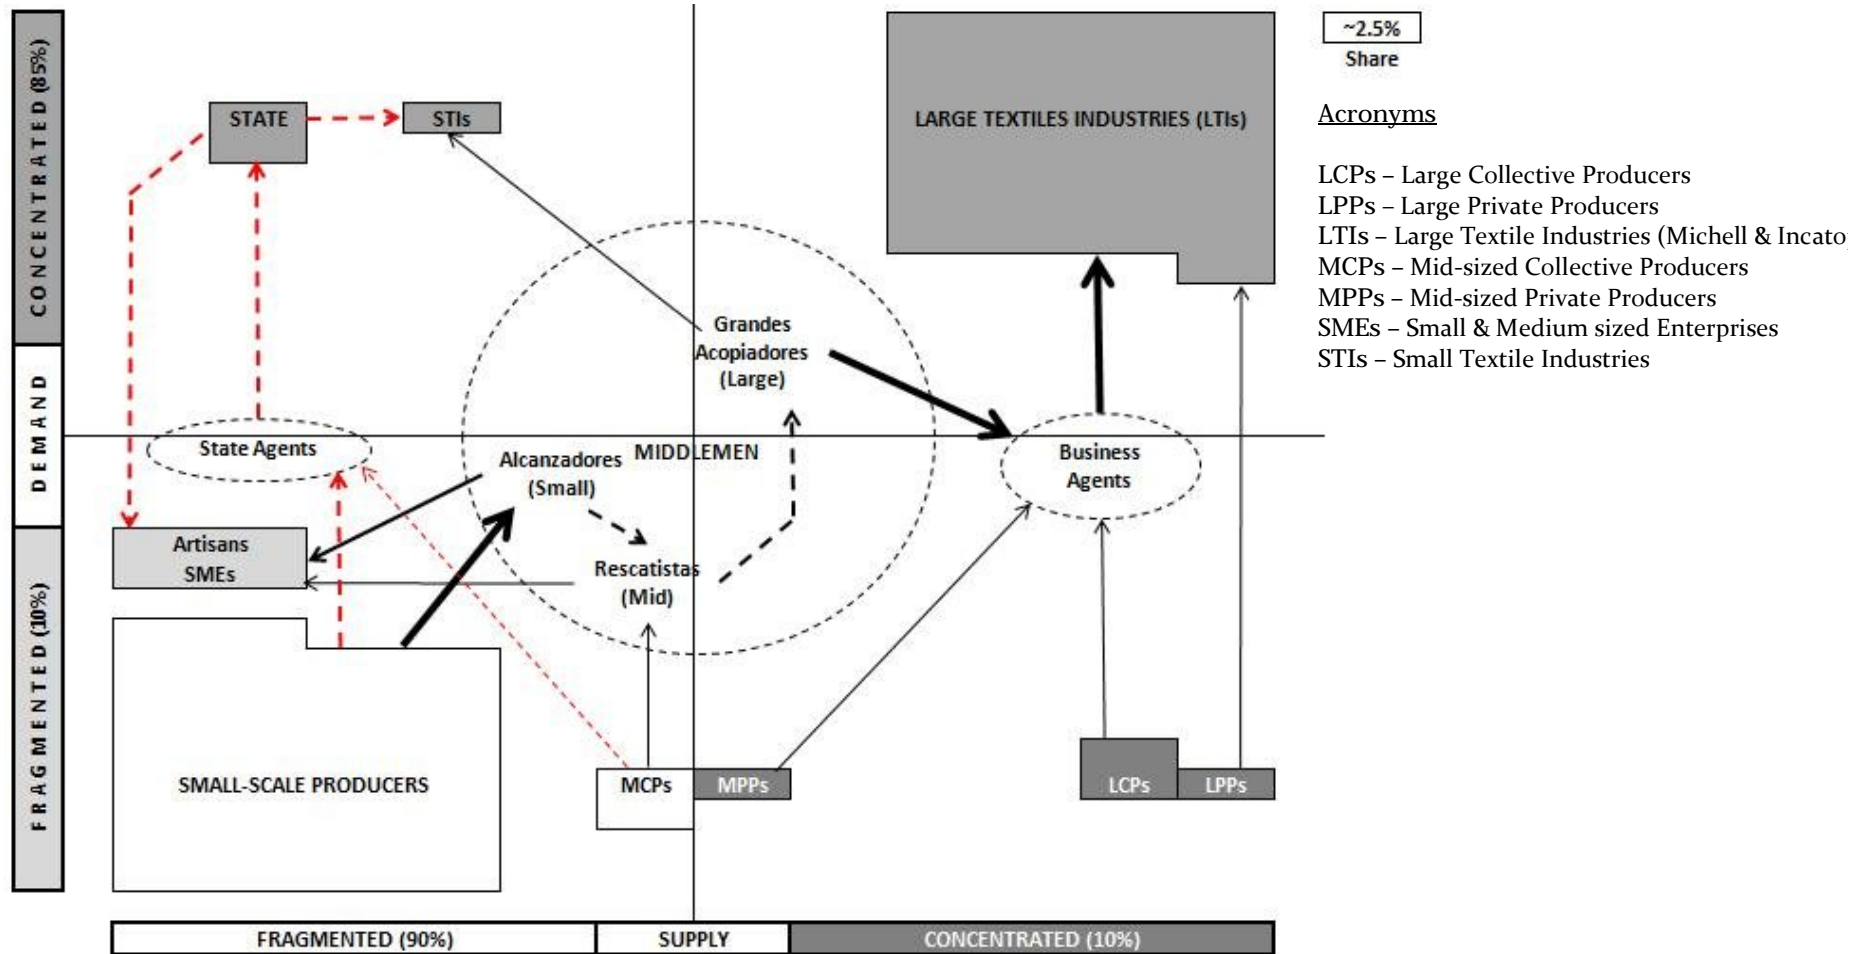 CONCENTRATED (85%)
DEMAND
FRAGMENTED (10%)
STATE
STIs
LARGE TEXTILES INDUSTRIES (LTIs)
~2.5%
Share
Acronyms
LCPs – Large Collective Producers
LPPs – Large Private Producers
LTIs – Large Textile Industries (Michell & Incato
MCPs – Mid-sized Collective Producers
MPPs – Mid-sized Private Producers
SMEs – Small & Medium sized Enterprises
STIs – Small Textile Industries
Grandes
Acopiadores
(Large)
State Agents
Alcanzadores
(Small)
MIDDLEMEN
Business
Agents
Artisans
SMEs
Rescatistas
(Mid)
SMALL-SCALE PRODUCERS
MCPs
MPPs
LCPs
LPPs
FRAGMENTED (90%)
SUPPLY
CONCENTRATED (10%)